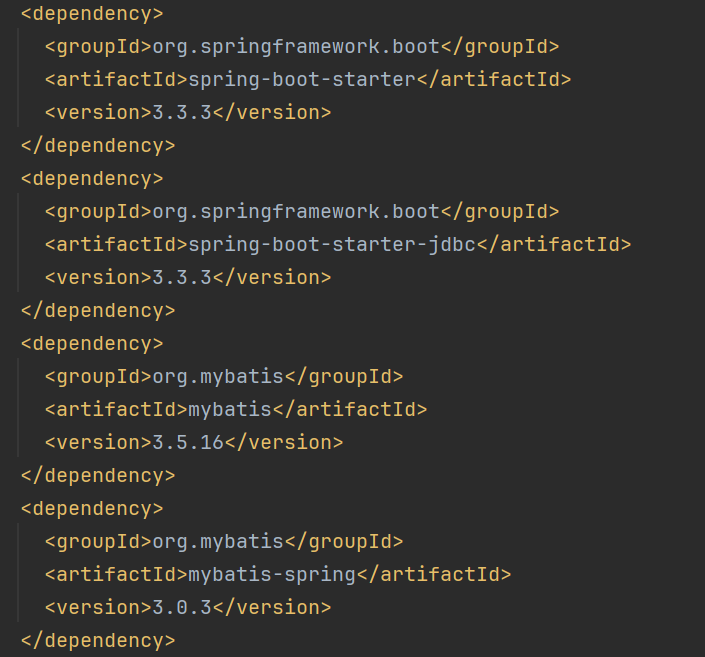 <dependency>
<groupId>org.springframework.boot</groupId>
<artifactId>spring-boot-starter</artifactId>
<version>3.3.3</version>
</dependency>
<dependency>
<groupId>org.springframework.boot</groupId>
<artifactId>spring-boot-starter-jdbc</artifactId>
<version>3.3.3</version>
</dependency>
<dependency>
<groupId>org.mybatis</groupId>
<artifactId>mybatis</artifactId>
<version>3.5.16</version>
</dependency>
<dependency>
<groupId>org.mybatis</groupId>
<artifactId>mybatis-spring</artifactId>
<version>3.0.3</version>
</dependency>